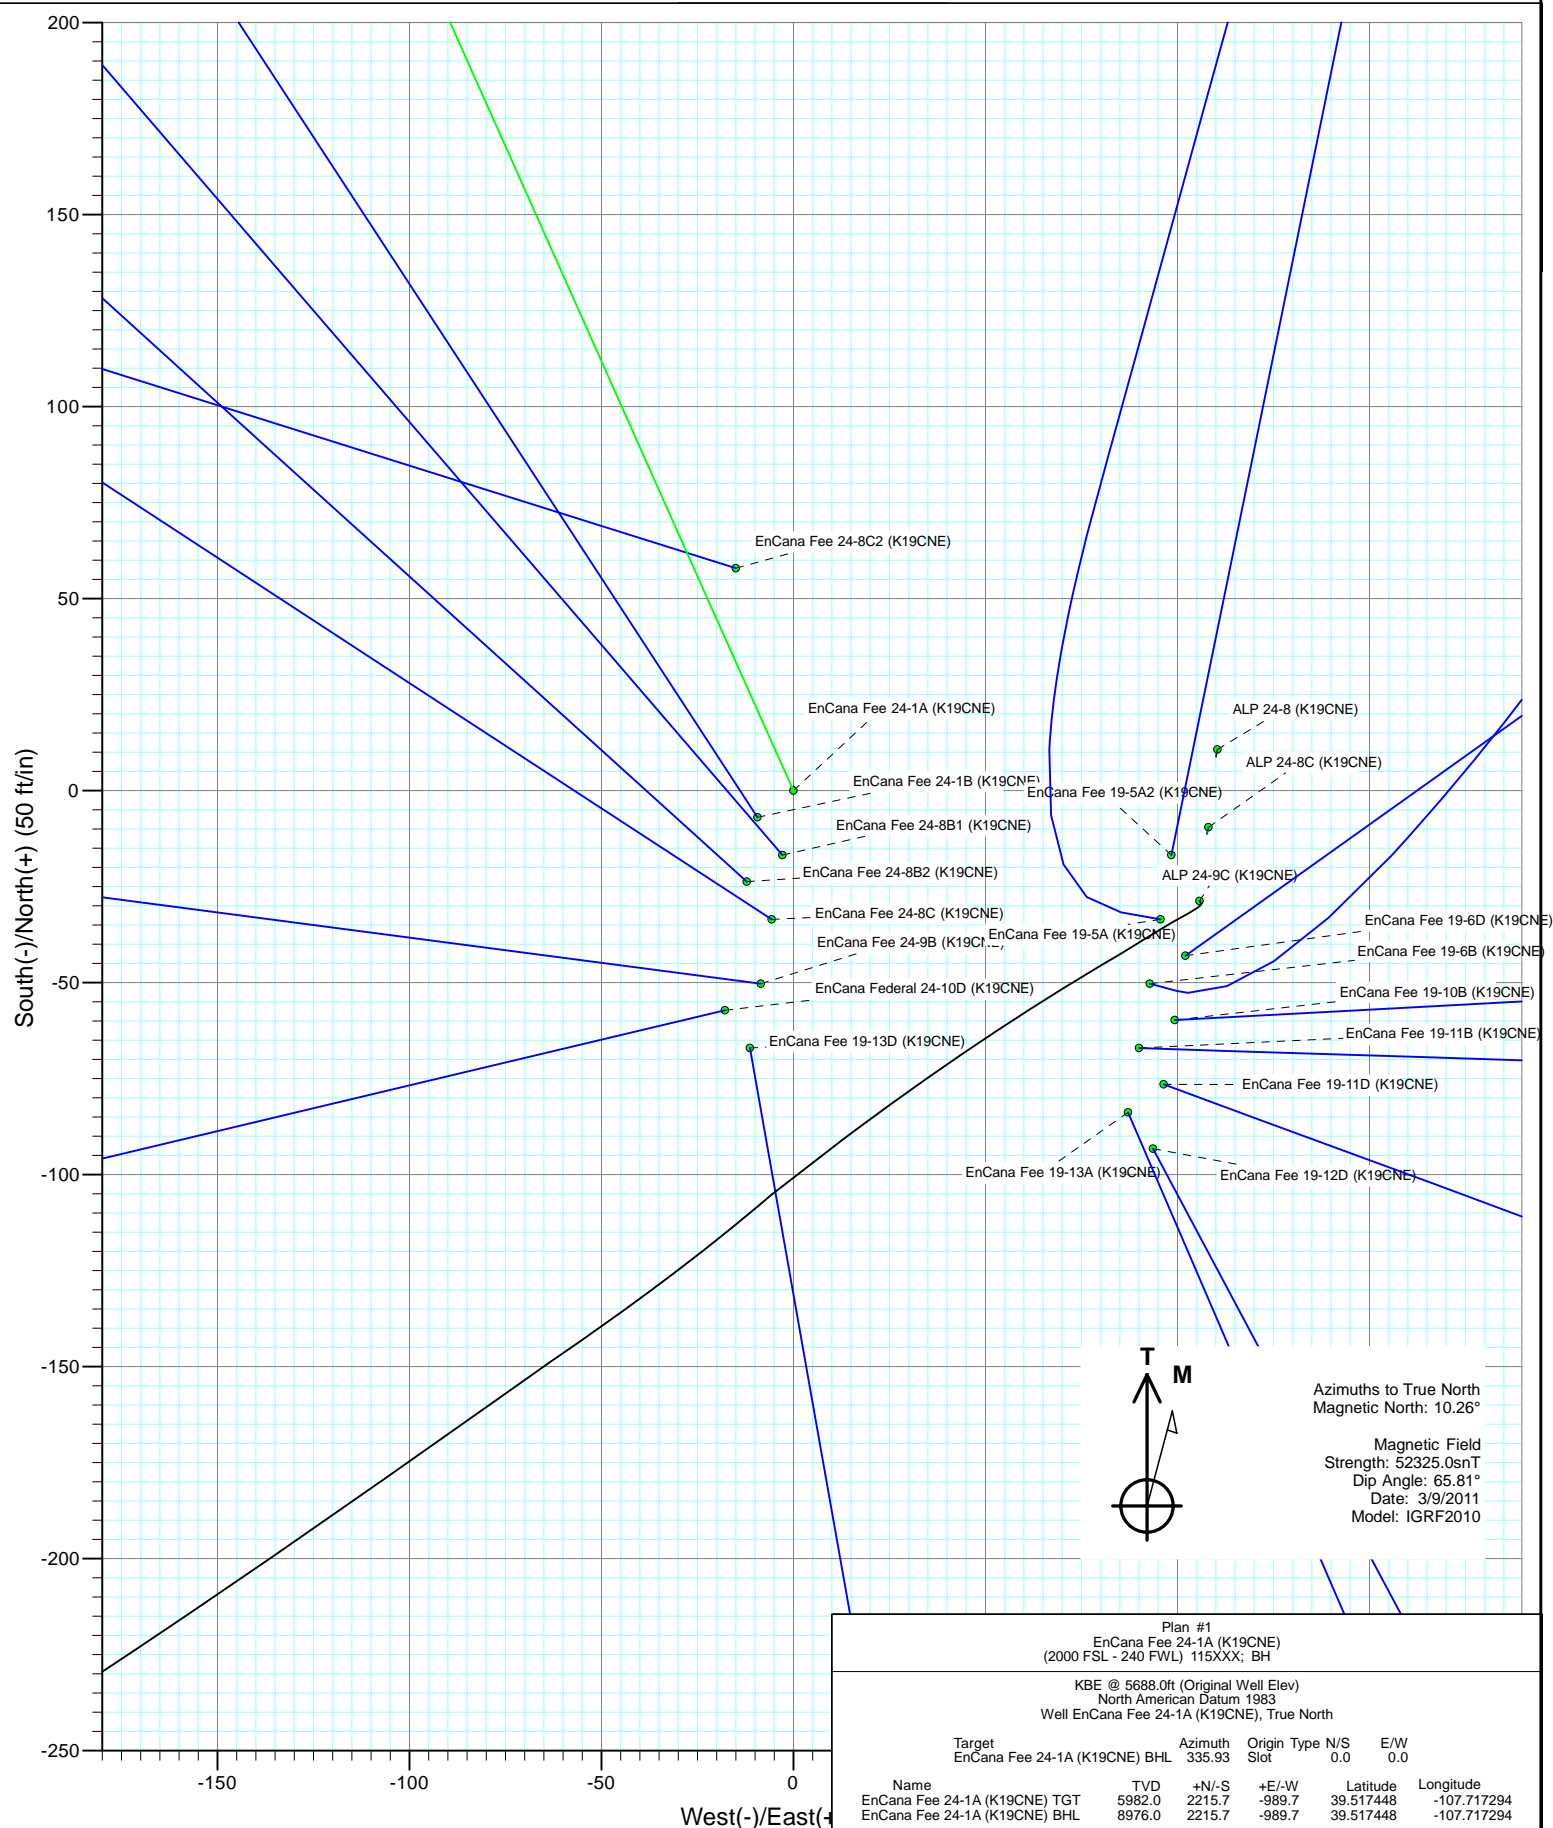 200
150
100
50
0
-50
-100
-150
-200
-250
South(-)/North(+) (50 ft/in)
-150
-100
-50
0
West(-)/East(+
EnCana Fee 24-8C2 (K19CNE)
EnCana Fee 24-1A (K19CNE)
ALP 24-8 (K19CNE)
ALP 24-8C (K19CNE)
EnCana Fee 24-1B (K19CNE)
EnCana Fee 19-5A2 (K19CNE)
EnCana Fee 24-8B1 (K19CNE)
EnCana Fee 24-8B2 (K19CNE)
ALP 24-9C (K19CNE)
EnCana Fee 24-8C (K19CNE)
EnCana Fee 19-6D (K19CNE)
EnCana Fee 19-5A (K19CNE)
EnCana Fee 24-9B (K19CNE)
EnCana Fee 19-6B (K19CNE)
EnCana Federal 24-10D (K19CNE)
EnCana Fee 19-10B (K19CNE)
EnCana Fee 19-11B (K19CNE)
EnCana Fee 19-13D (K19CNE)
EnCana Fee 19-11D (K19CNE)
EnCana Fee 19-13A (K19CNE)
EnCana Fee 19-12D (K19CNE)
T
M
Azimuths to True North
Magnetic North: 10.26°
Magnetic Field
Strength: 52325.0snT
Dip Angle: 65.81°
Date: 3/9/2011
Model: IGRF2010
Plan #1
EnCana Fee 24-1A (K19CNE)
(2000 FSL - 240 FWL) 115XXX; BH
KBE @ 5688.0ft (Original Well Elev)
North American Datum 1983
Well EnCana Fee 24-1A (K19CNE), True North
Target Azimuth Origin Type N/S E/W
EnCana Fee 24-1A (K19CNE) BHL 335.93 Slot 0.0 0.0
Name TVD +N/-S +E/-W Latitude Longitude
EnCana Fee 24-1A (K19CNE) TGT 5982.0 2215.7 -989.7 39.517448 -107.717294
EnCana Fee 24-1A (K19CNE) BHL 8976.0 2215.7 -989.7 39.517448 -107.717294